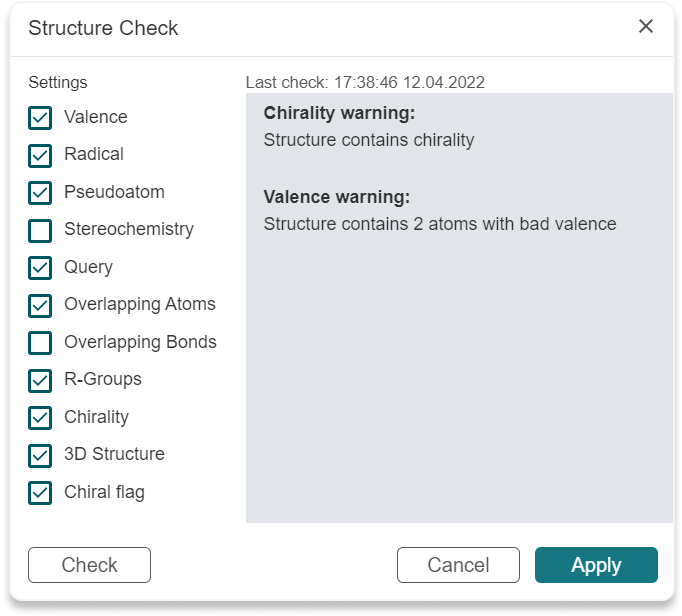 Structure Check
Settings
Last check: 17:38:46 12.04.2022
Valence
Radical
Pseudoatom
Stereochemistry
Query
Overlapping Atoms
Overlapping Bonds
R-Groups
Chirality
3D Structure
Chiral flag
Chirality warning:
Structure contains chirality
Valence warning:
Structure contains 2 atoms with bad valence
Check
Cancel
Apply